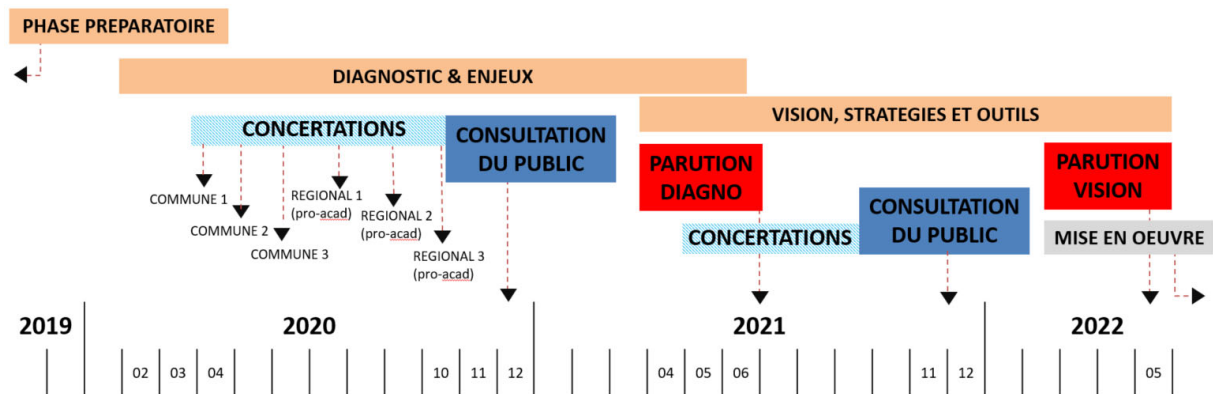 PHASE PREPARATOIRE
DIAGNOSTIC & ENJEUX
VISION, STRATEGIES ET OUTILS
CONCERTATIONS
CONSULTATION
DU PUBLIC
PARUTION
DIAGNO
PARUTION
VISION
COMMUNE 1
COMMUNE 2
COMMUNE 3
REGIONAL 1
(pro-acad)
REGIONAL 2
(pro-acad)
REGIONAL 3
(pro-acad)
CONCERTATIONS
CONSULTATION
DU PUBLIC
MISE EN OEUVRE
2019 2020 2021 2022
02 03 04 10 11 12 04 05 06 11 12 05